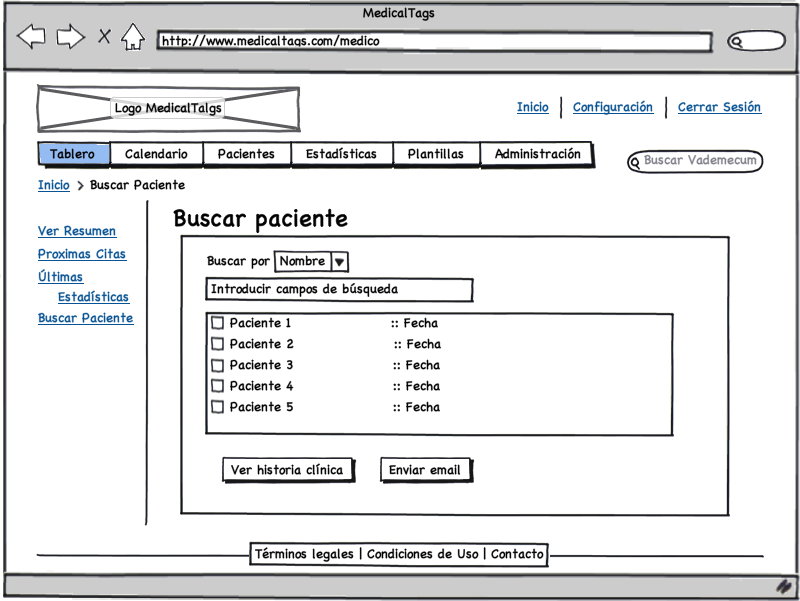 MedicalTags
http://www.medicaltags.com/medico
Logo MedicalTalgs
Inicio | Configuración | Cerrar Sesión
Tablero Calendario Pacientes Estadísticas Plantillas Administración
Buscar Vademecum
Inicio > Buscar Paciente
Ver Resumen
Proximas Citas
Últimas
Estadísticas
Buscar Paciente
Buscar paciente
Buscar por Nombre
Introducir campos de búsqueda
Paciente 1 :: Fecha
Paciente 2 :: Fecha
Paciente 3 :: Fecha
Paciente 4 :: Fecha
Paciente 5 :: Fecha
Ver historia clínica Enviar email
Términos legales | Condiciones de Uso | Contacto